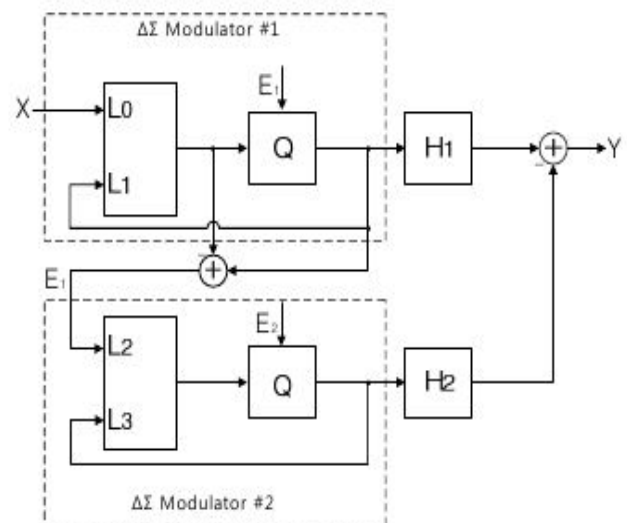 ΔΣ Modulator #1
X
L0
L1
E₁
Q
H1
+
Y
+
E₁
L2
L3
E₂
Q
H2
ΔΣ Modulator #2